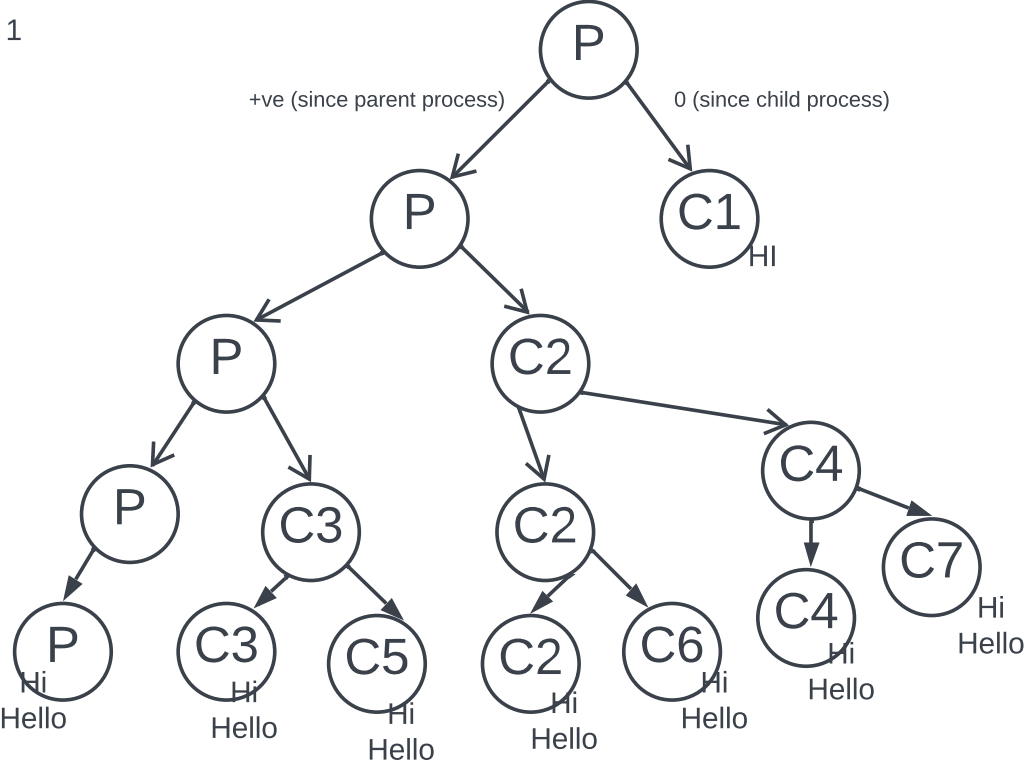 1
P
+ve (since parent process)
0 (since child process)
P
C1
HI
P
C2
P
C3
C2
C4
C7
Hi
Hello
P
Hi
Hello
C3
Hi
Hello
C5
Hi
Hello
C2
Hi
Hello
C6
Hi
Hello
C4
Hi
Hello